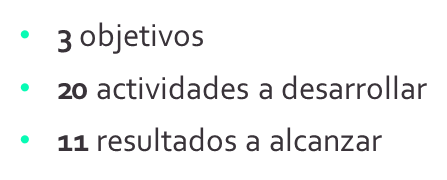 • 3 objetivos
• 20 actividades a desarrollar
• 11 resultados a alcanzar